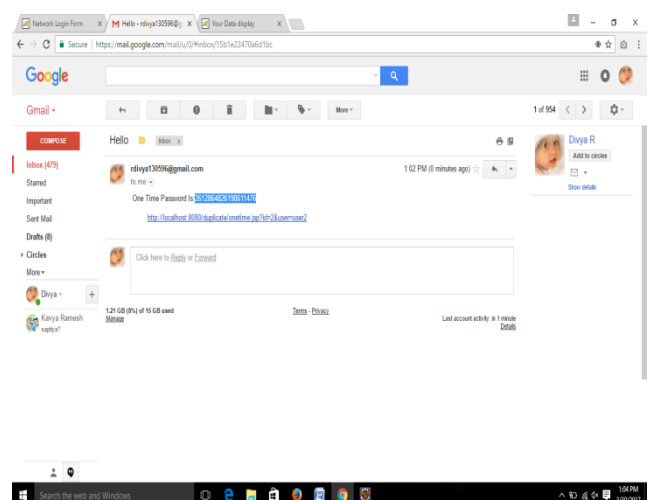 Network Login Form
Hello - rdivya130596@g
Your Data display
Secure
https://mail.google.com/mail/u/0/#inbox/15b1e22470a6d1bc
Google
Gmail
More
1 of 954
COMPOSE
Hello
Inbox x
Divya R
Add to circles
Show details
Inbox (479)
Starred
Important
Sent Mail
Drafts (8)
Circles
More
rdivya130596@gmail.com
1:02 PM (0 minutes ago)
to me
One Time Password Is 2612864826190611476
http://localhost:8080/duplicate/onetime.jsp?id=2&user=user2
Click here to Reply or Forward
Divya
Kavya Ramesh
saptiya?
1.21 GB (8%) of 15 GB used
Manage
Terms - Privacy
Last account activity: in 1 minute
Details
Search the web and Windows
1:04 PM